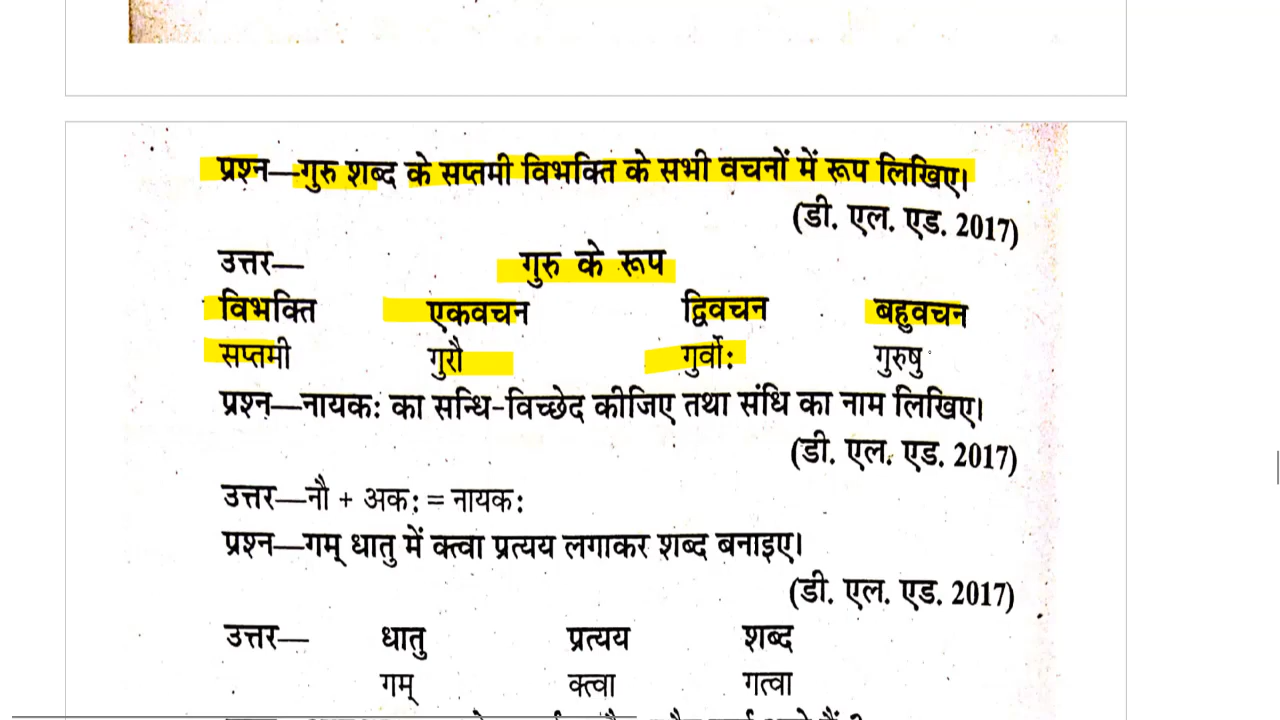 प्रश्न—गुरु शब्द के सप्तमी विभक्ति के सभी वचनों में रूप लिखिए।
(डी. एल. एड. 2017)
उत्तर— गुरु के रूप
विभक्ति एकवचन द्विवचन बहुवचन
सप्तमी गुरौ गुर्वोः गुरुषु
प्रश्न—नायकः का सन्धि-विच्छेद कीजिए तथा संधि का नाम लिखिए।
(डी. एल. एड. 2017)
उत्तर—नौ + अकः = नायकः
प्रश्न—गम् धातु में क्त्वा प्रत्यय लगाकर शब्द बनाइए।
(डी. एल. एड. 2017)
उत्तर— धातु प्रत्यय शब्द
गम् क्त्वा गत्वा